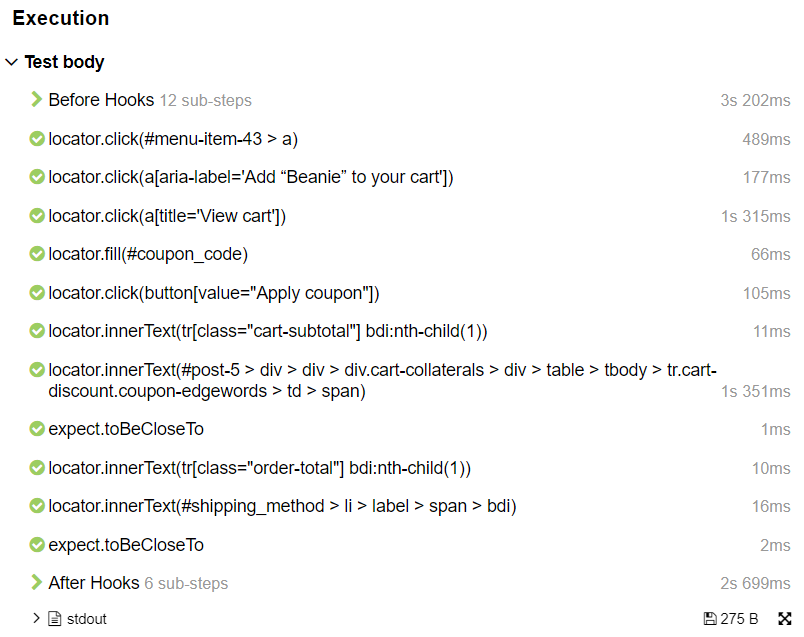 Execution
Test body
Before Hooks 12 sub-steps 3s 202ms
locator.click(#menu-item-43 > a) 489ms
locator.click(a[aria-label='Add “Beanie” to your cart']) 177ms
locator.click(a[title='View cart']) 1s 315ms
locator.fill(#coupon_code) 66ms
locator.click(button[value="Apply coupon"]) 105ms
locator.innerText(tr[class="cart-subtotal"] bdi:nth-child(1)) 11ms
locator.innerText(#post-5 > div > div > div.cart-collaterals > div > table > tbody > tr.cart-
discount.coupon-edgewords > td > span) 1s 351ms
expect.toBeCloseTo 1ms
locator.innerText(tr[class="order-total"] bdi:nth-child(1)) 10ms
locator.innerText(#shipping_method > li > label > span > bdi) 16ms
expect.toBeCloseTo 2ms
After Hooks 6 sub-steps 2s 699ms
stdout 275 B